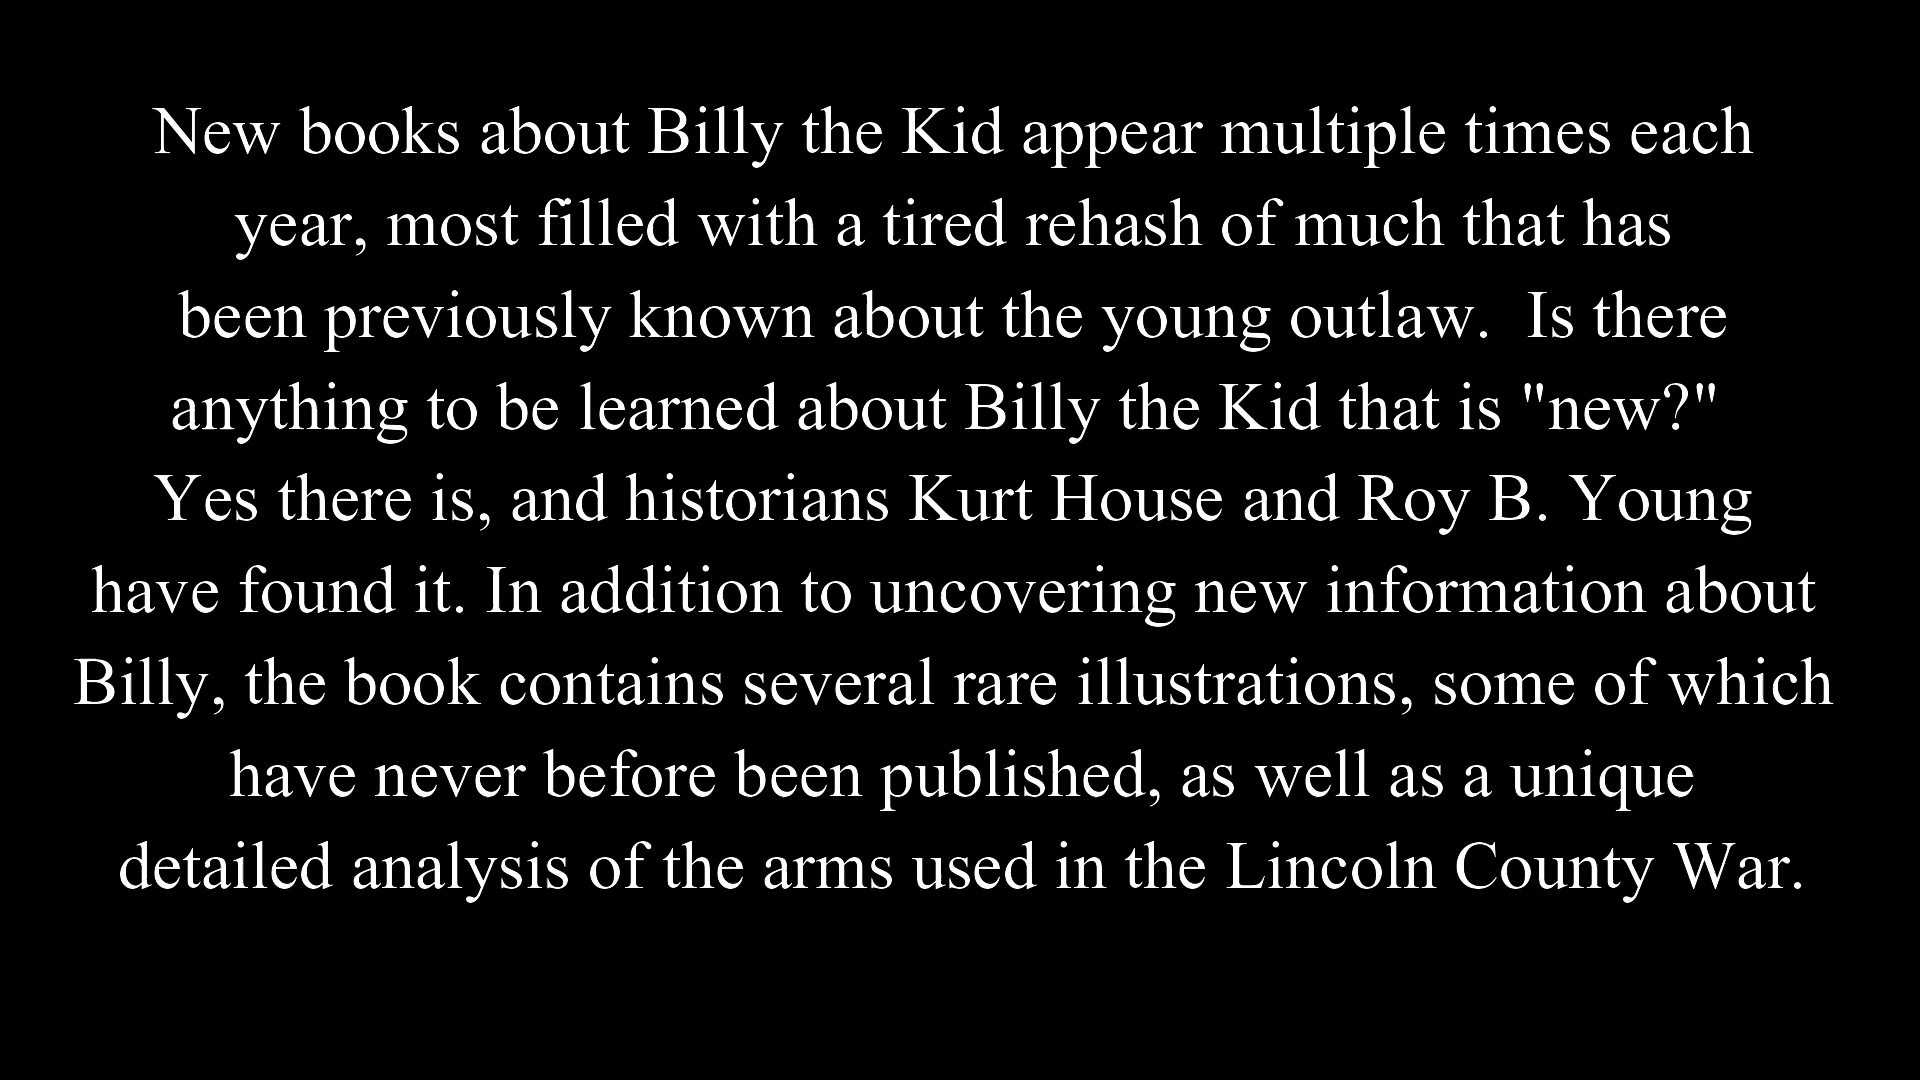 New books about Billy the Kid appear multiple times each
year, most filled with a tired rehash of much that has
been previously known about the young outlaw.  Is there
anything to be learned about Billy the Kid that is "new?"
Yes there is, and historians Kurt House and Roy B. Young
have found it. In addition to uncovering new information about
Billy, the book contains several rare illustrations, some of which
have never before been published, as well as a unique
detailed analysis of the arms used in the Lincoln County War.